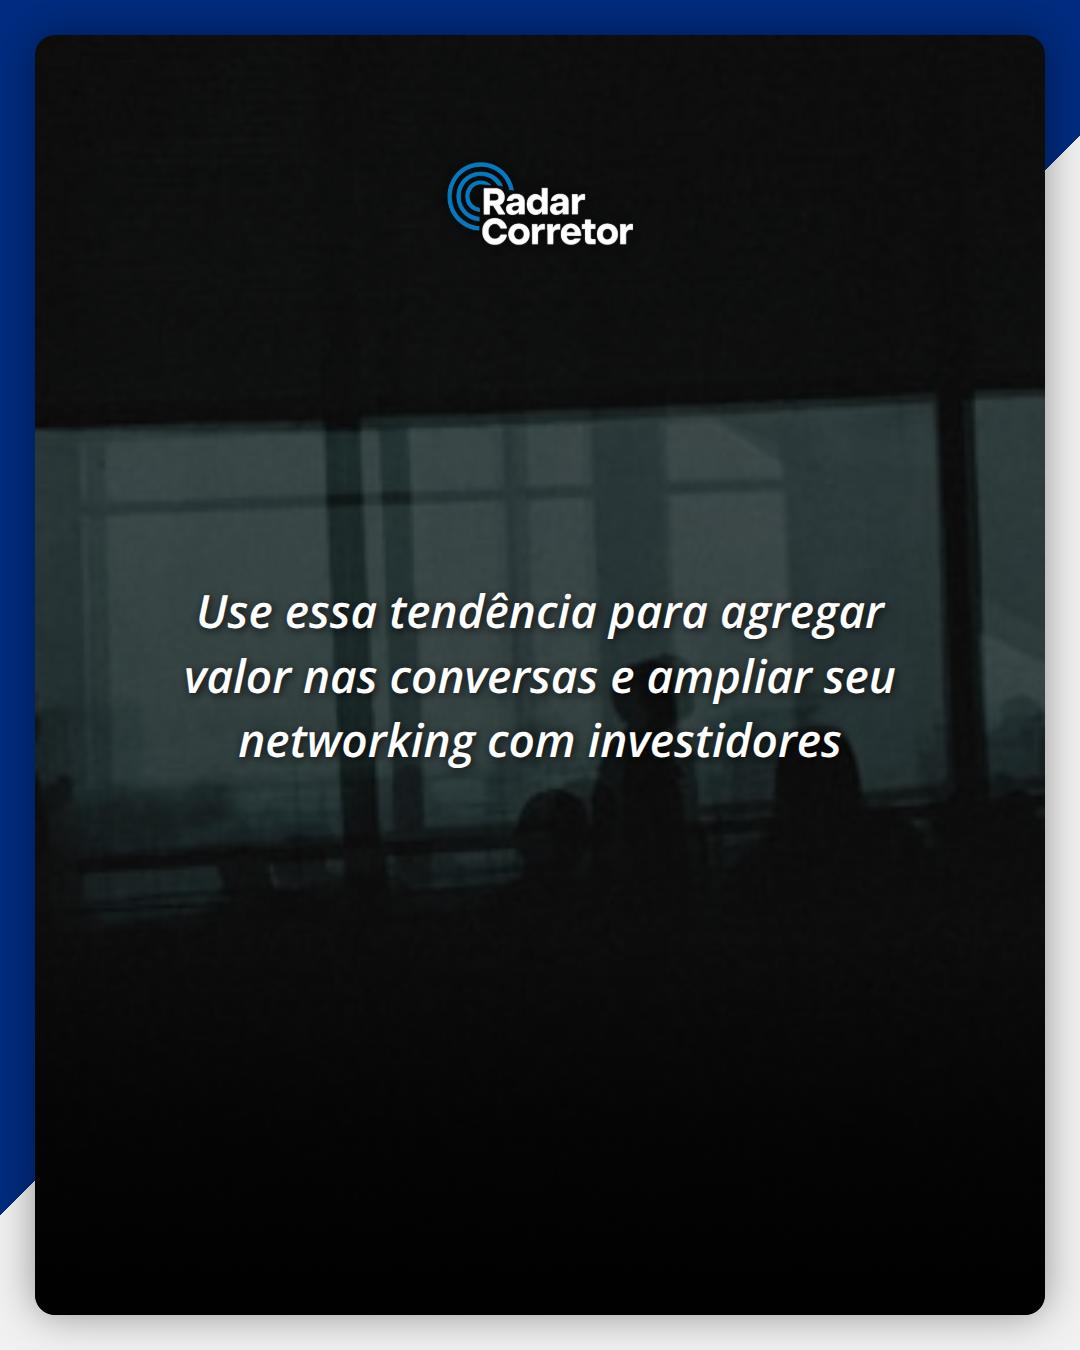 Radar
Corretor
Use essa tendência para agregar
valor nas conversas e ampliar seu
networking com investidores